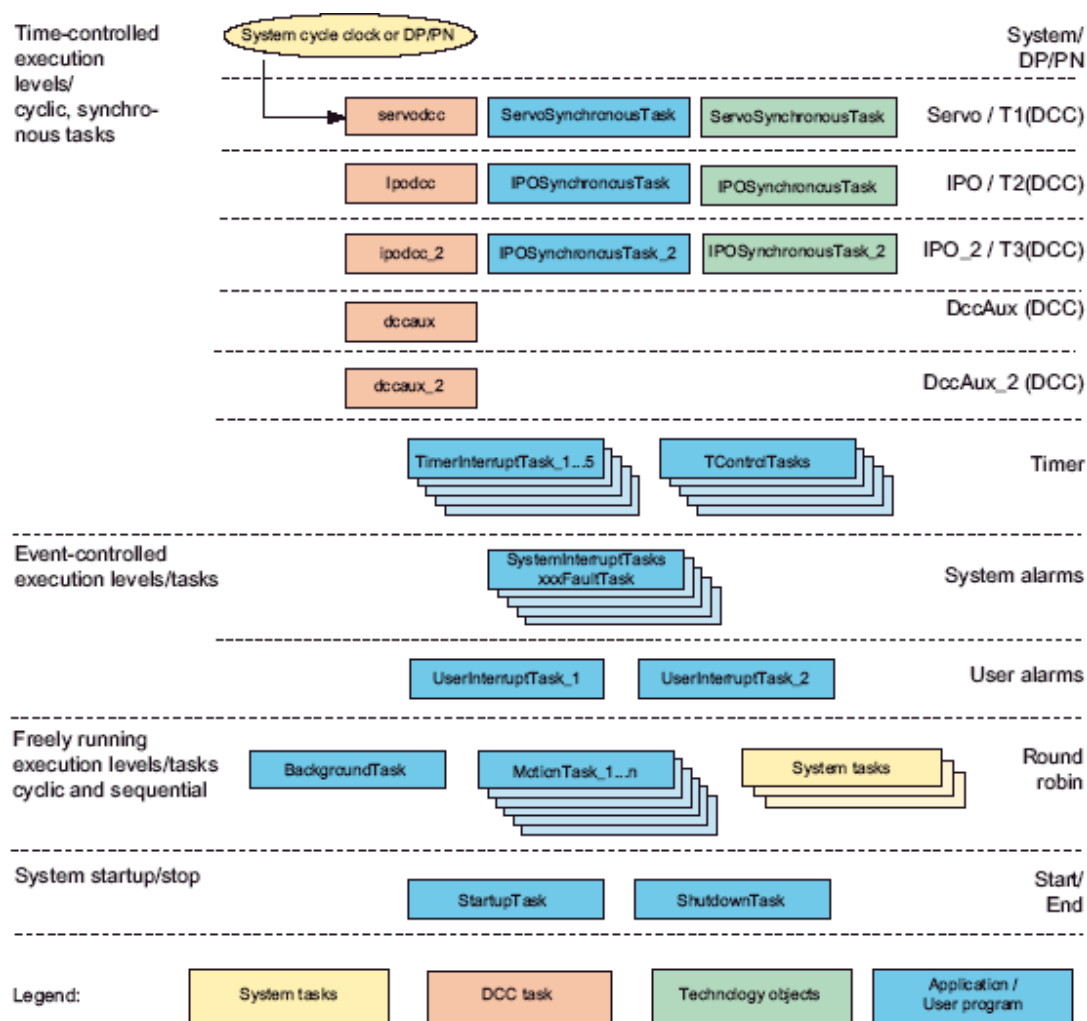 Time-controlled
execution
levels/
cyclic, synchro-
nous tasks
System cycle clock or DP/PN
System/
DP/PN
servodcc
ServoSynchronousTask
ServoSynchronousTask
Servo / T1(DCC)
Ipodcc
IPOSynchronousTask
IPOSynchronousTask
IPO / T2(DCC)
ipodcc_2
IPOSynchronousTask_2
IPOSynchronousTask_2
IPO_2 / T3(DCC)
dccaux
DccAux (DCC)
dccaux_2
DccAux_2 (DCC)
TimerInterruptTask_1...5
TControlTasks
Timer
Event-controlled
execution levels/tasks
SystemInterruptTasks
xxxFaultTask
System alarms
UserInterruptTask_1
UserInterruptTask_2
User alarms
Freely running
execution levels/tasks
cyclic and sequential
BackgroundTask
MotionTask_1...n
System tasks
Round
robin
System startup/stop
StartupTask
ShutdownTask
Start/
End
Legend:
System tasks
DCC task
Technology objects
Application /
User program